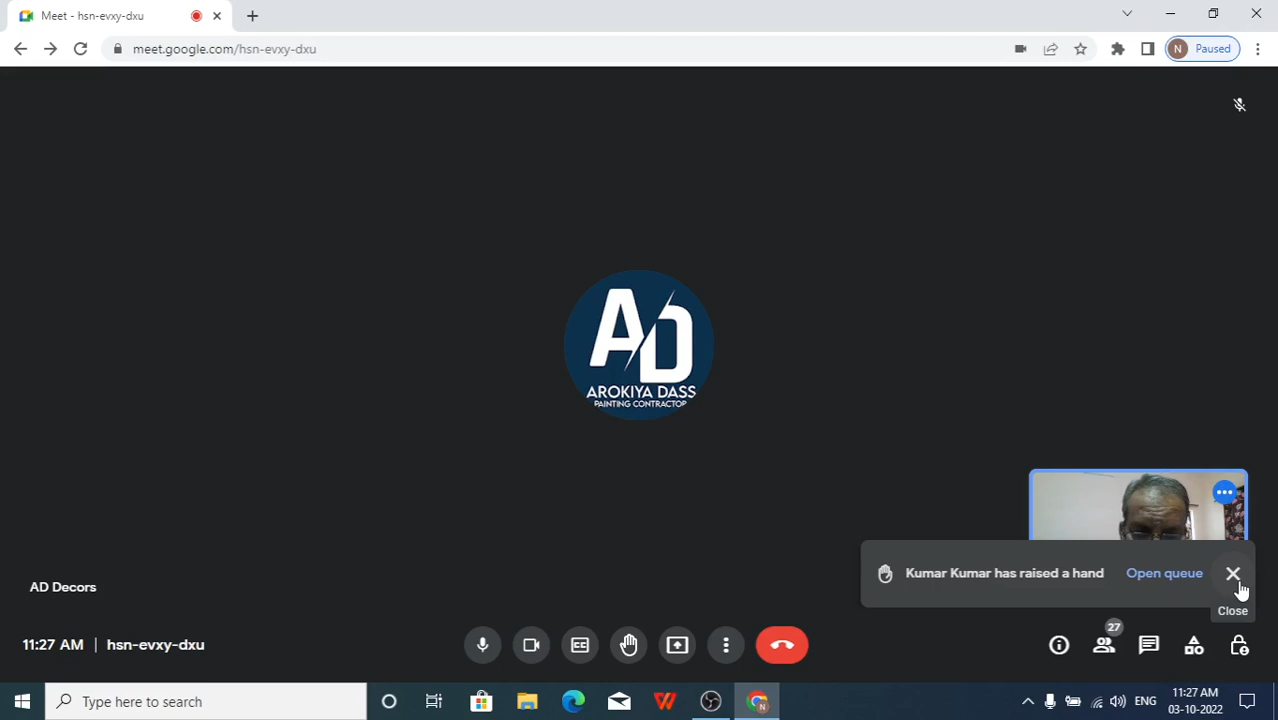 Meet - hsn-evxy-dxu
meet.google.com/hsn-evxy-dxu
N Paused
AD
AROKIYA DASS
PAINTING CONTRACTOR
Kumar Kumar has raised a hand Open queue
Close
AD Decors
11:27 AM | hsn-evxy-dxu
CC
27
Type here to search
W
N
ENG
11:27 AM
03-10-2022